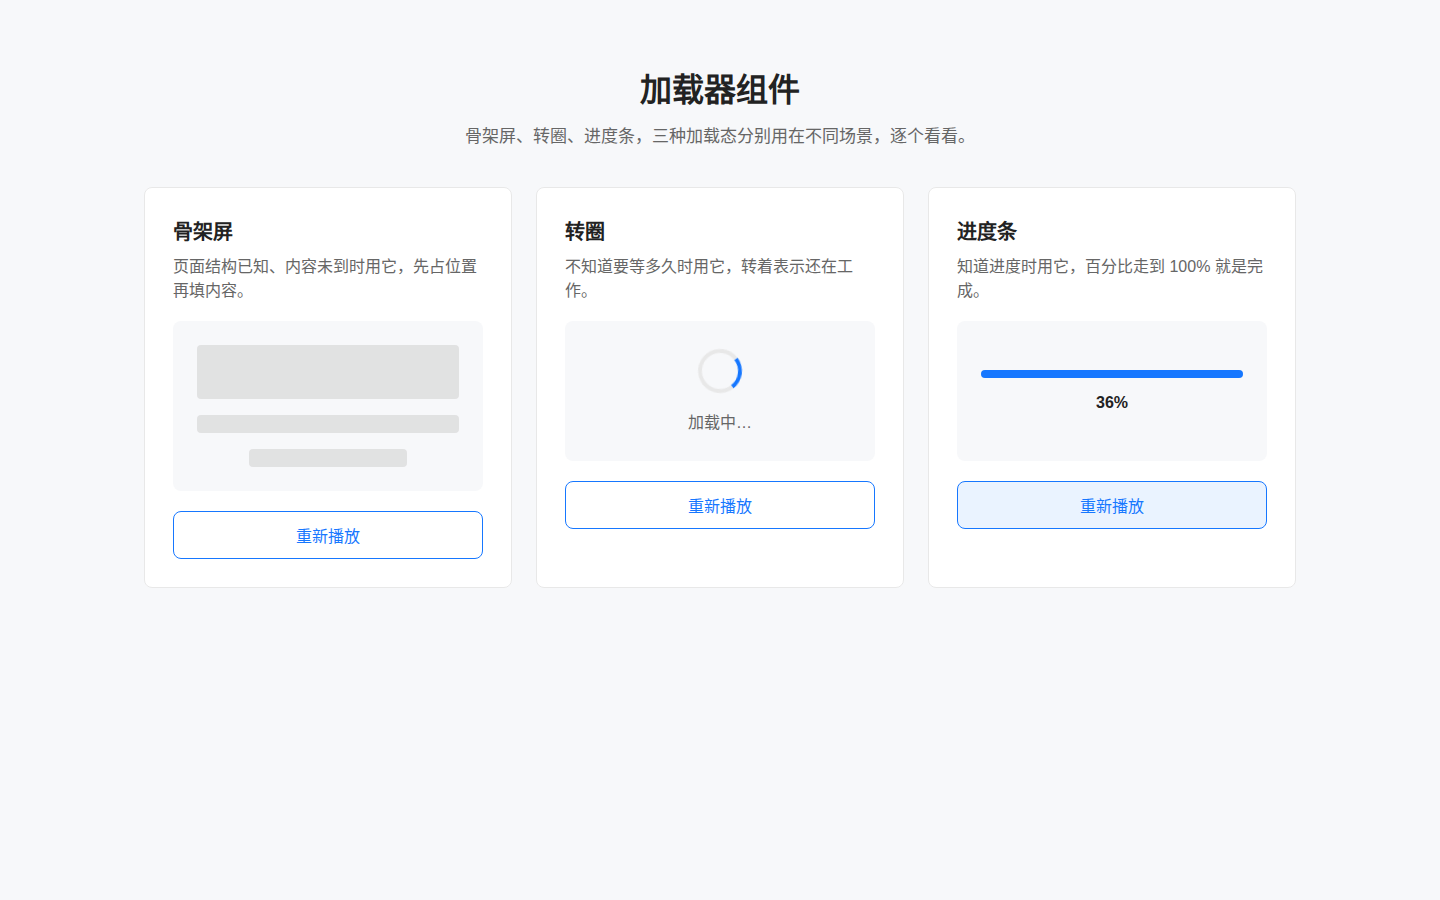 加载器组件
骨架屏、转圈、进度条，三种加载态分别用在不同场景，逐个看看。
骨架屏
页面结构已知、内容未到时用它，先占位置
再填内容。
重新播放
转圈
不知道要等多久时用它，转着表示还在工
作。
加载中…
重新播放
进度条
知道进度时用它，百分比走到 100% 就是完
成。
36%
重新播放